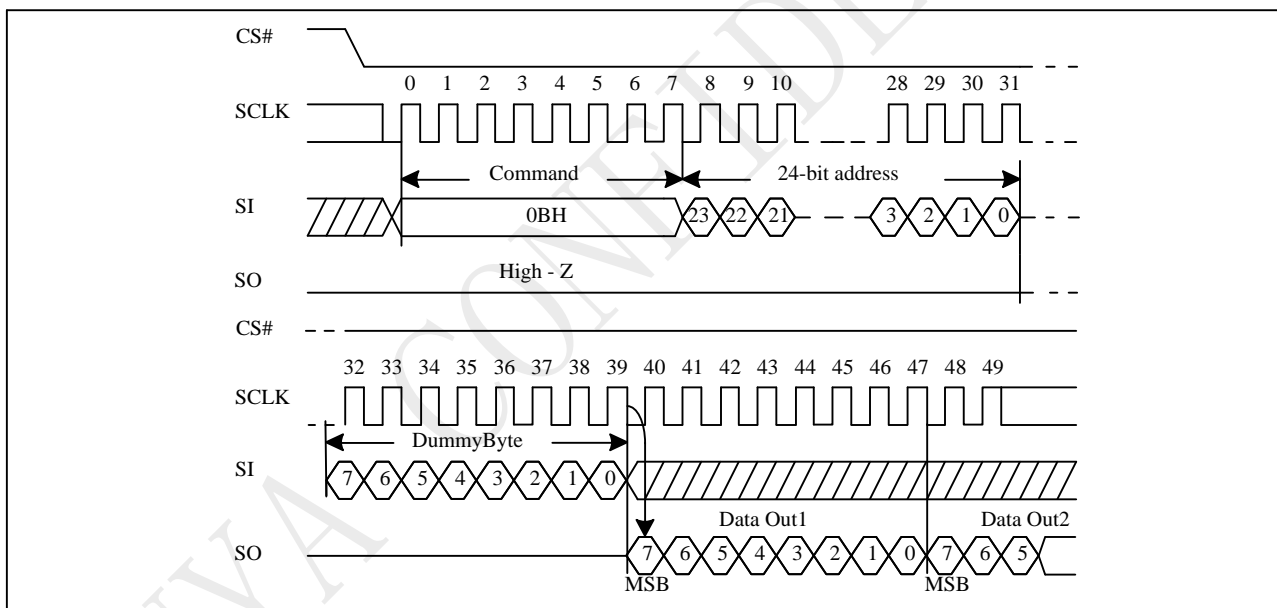 CS#
0 1 2 3 4 5 6 7 8 9 10 28 29 30 31
SCLK
Command 24-bit address
SI 0BH 23 22 21 3 2 1 0
High - Z
SO
CS#
32 33 34 35 36 37 38 39 40 41 42 43 44 45 46 47 48 49
SCLK
DummyByte
SI 7 6 5 4 3 2 1 0
Data Out1 Data Out2
SO 7 6 5 4 3 2 1 0 7 6 5
MSB MSB